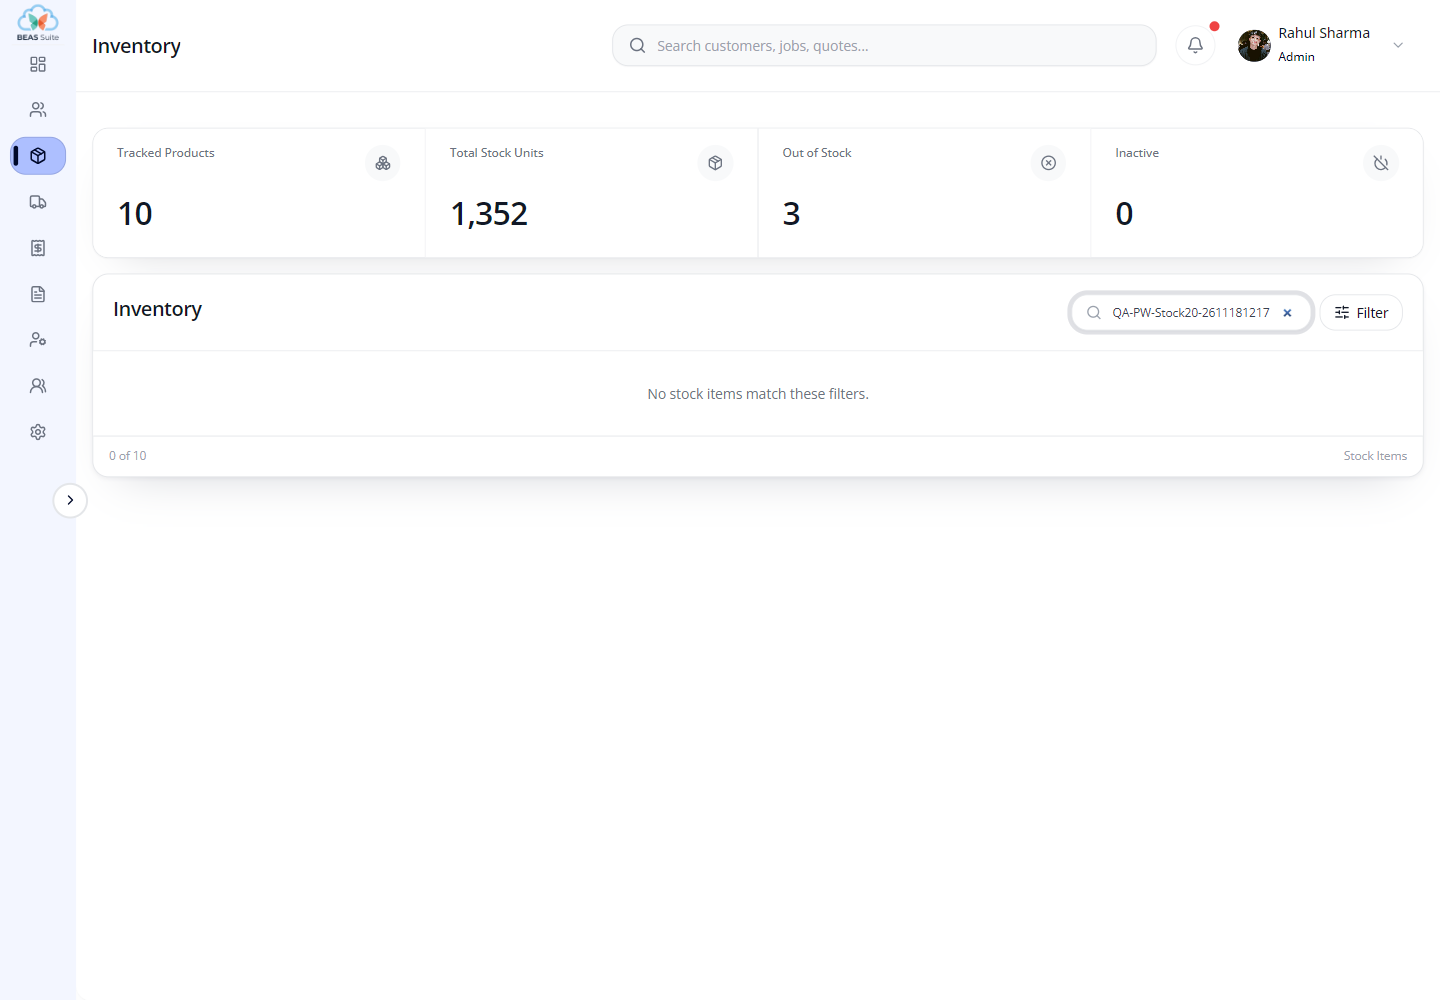 BEAS Suite
Inventory
Search customers, jobs, quotes...
Rahul Sharma
Admin
Tracked Products
10
Total Stock Units
1,352
Out of Stock
3
Inactive
0
Inventory
QA-PW-Stock20-2611181217
Filter
No stock items match these filters.
0 of 10
Stock Items